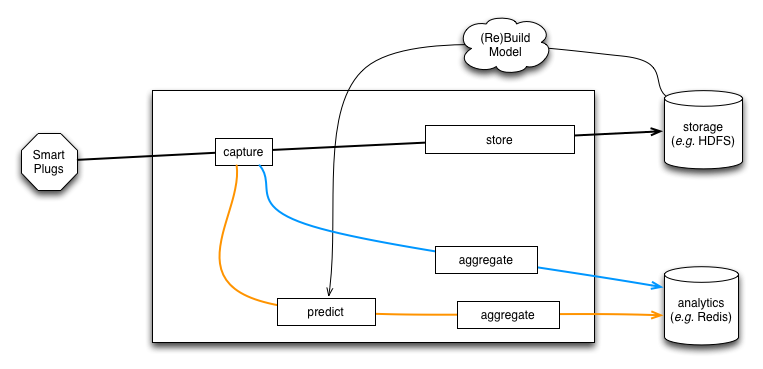 (Re)Build
Model
storage
(e.g. HDFS)
Smart
Plugs
capture
store
aggregate
analytics
(e.g. Redis)
predict
aggregate